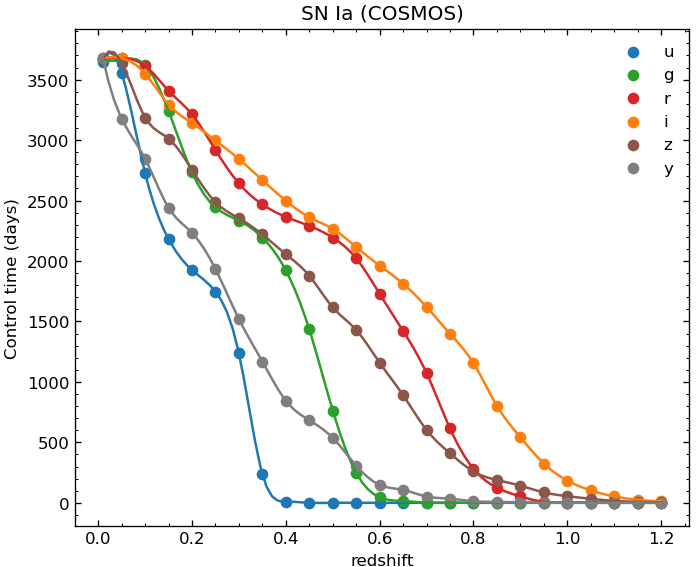 SN Ia (COSMOS)
Control time (days)
3500
3000
2500
2000
1500
1000
500
0
0.0 0.2 0.4 0.6 0.8 1.0 1.2
redshift
u
g
r
i
z
y